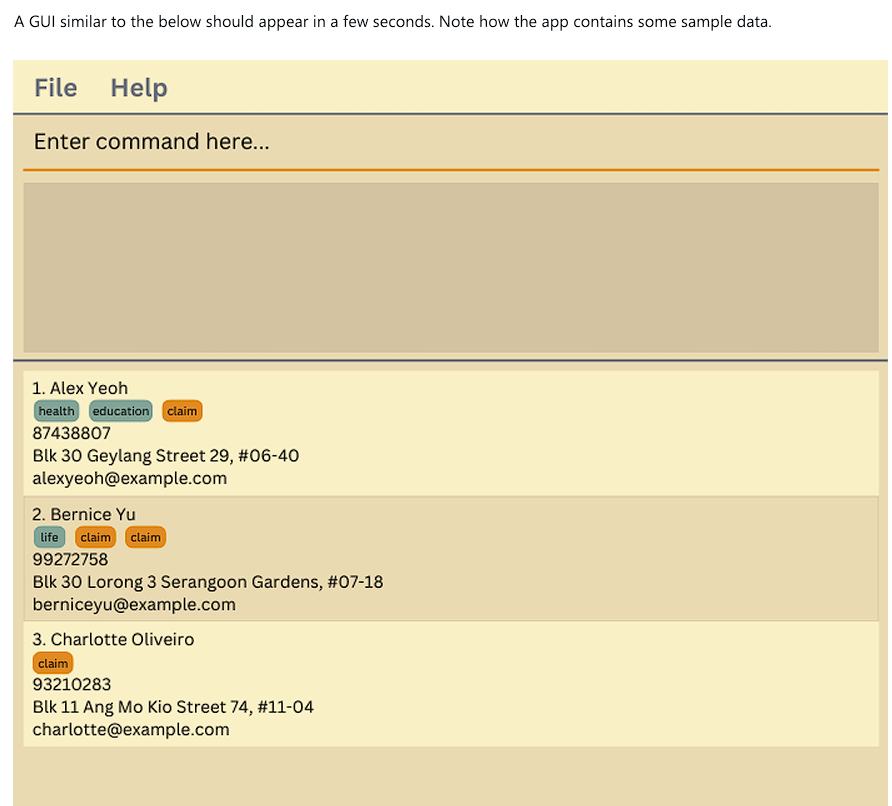 A GUI similar to the below should appear in a few seconds. Note how the app contains some sample data.
File Help
Enter command here...
1. Alex Yeoh
health education claim
87438807
Blk 30 Geylang Street 29, #06-40
alexyeoh@example.com
2. Bernice Yu
life claim claim
99272758
Blk 30 Lorong 3 Serangoon Gardens, #07-18
berniceyu@example.com
3. Charlotte Oliveiro
claim
93210283
Blk 11 Ang Mo Kio Street 74, #11-04
charlotte@example.com